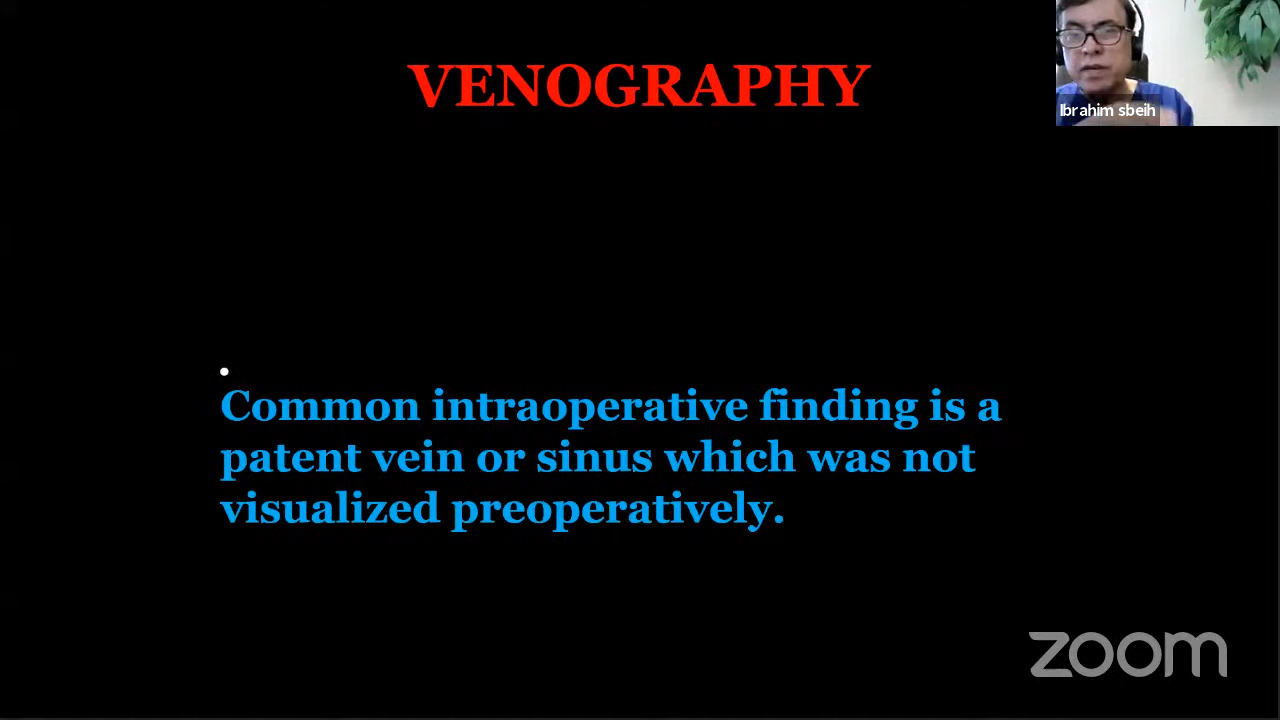 VENOGRAPHY
Ibrahim sbeih
Common intraoperative finding is a
patent vein or sinus which was not
visualized preoperatively.
zoom